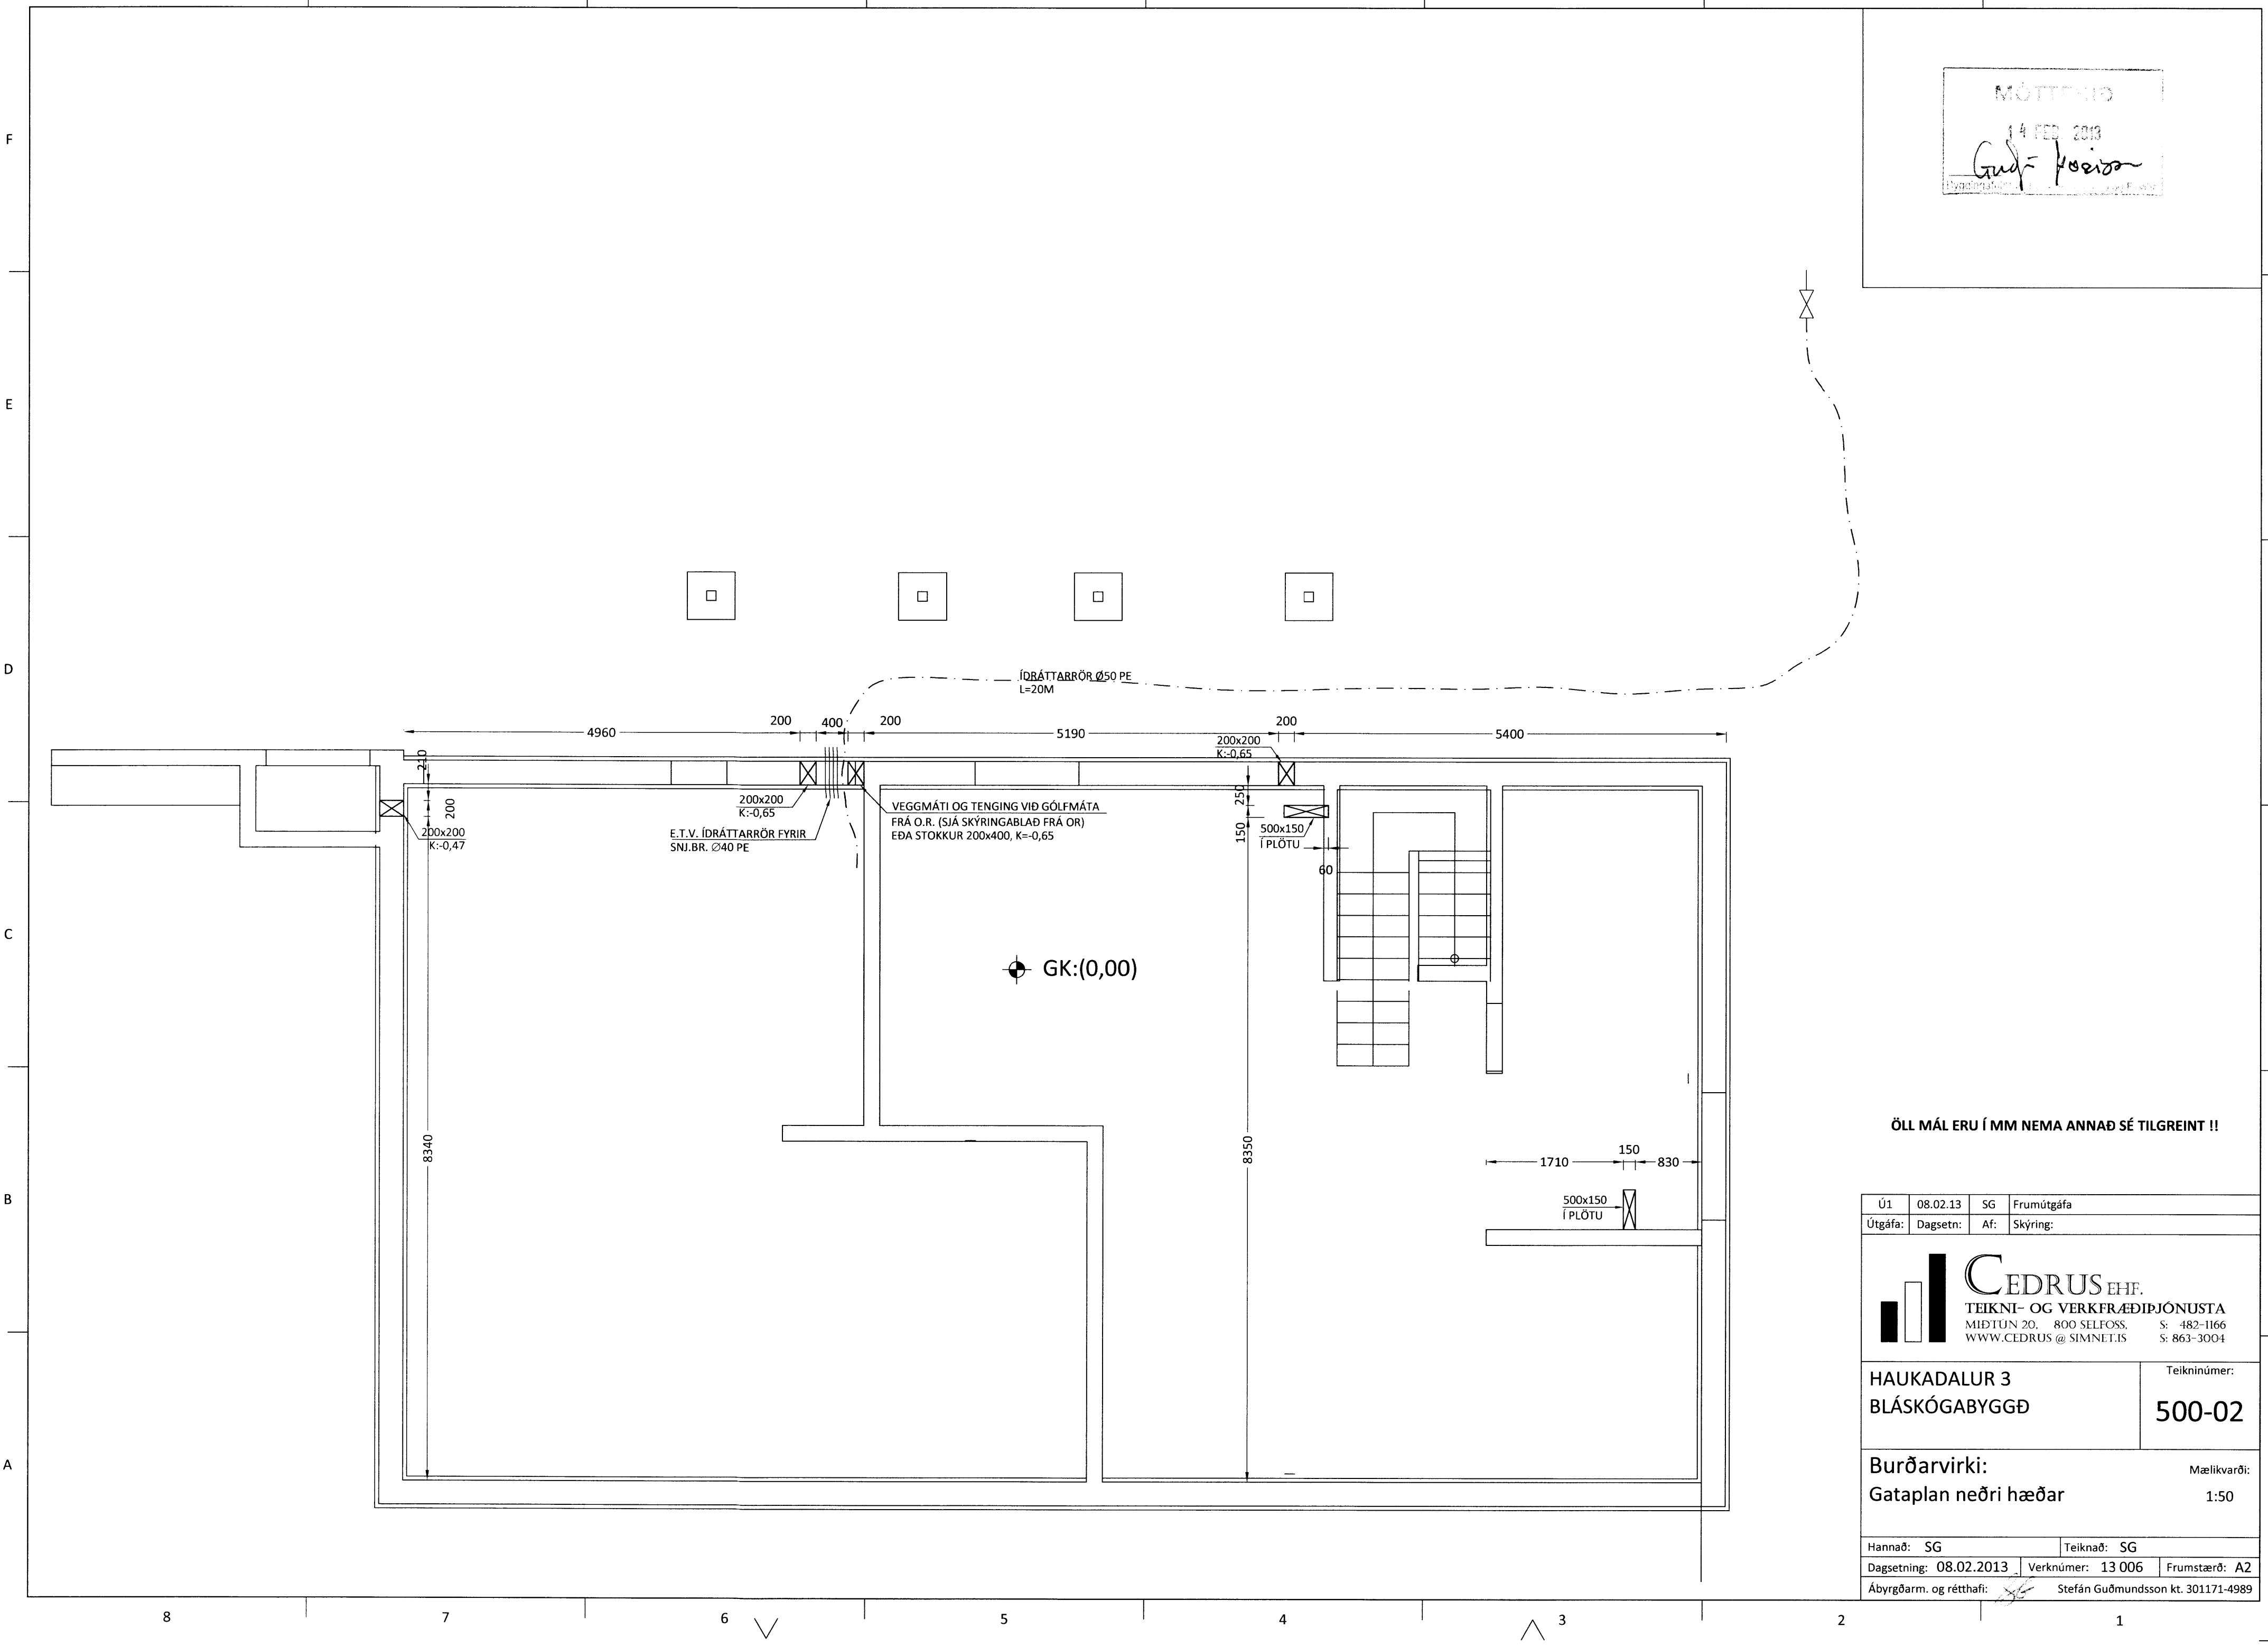 14 FEB. 2013
F
E
D
C
B
A
ÍDRÁTTARRÖR Ø50 PE
L=20M
4960
200
400
200
5190
200
5400
200x200
K:-0,65
210
200
200x200
K:-0,47
200x200
K:-0,65
E.T.V. ÍDRÁTTARRÖR FYRIR
SNJ.BR. Ø40 PE
VEGGMÁTI OG TENGING VIÐ GÓLFMÁTA
FRÁ O.R. (SJÁ SKÝRINGABLAÐ FRÁ OR)
EÐA STOKKUR 200x400, K=-0,65
250
150
500x150
Í PLÖTU
60
GK:(0,00)
8340
8350
1710
150
830
500x150
Í PLÖTU
ÖLL MÁL ERU Í MM NEMA ANNAÐ SÉ TILGREINT !!
Ú1 08.02.13 SG Frumútgáfa
Útgáfa: Dagsetn: Af: Skýring:
CEDRUS EHF.
TEIKNI- OG VERKFRÆÐIÞJÓNUSTA
MIÐTÚN 20, 800 SELFOSS, S: 482-1166
WWW.CEDRUS @ SIMNET.IS S: 863-3004
HAUKADALUR 3
BLÁSKÓGABYGGÐ
Teikninúmer:
500-02
Burðarvirki:
Gataplan neðri hæðar
Mælikvarði:
1:50
Hannað: SG Teiknað: SG
Dagsetning: 08.02.2013 Verknúmer: 13 006 Frumstærð: A2
Ábyrgðarm. og rétthafi: Stefán Guðmundsson kt. 301171-4989
8 7 6 5 4 3 2 1